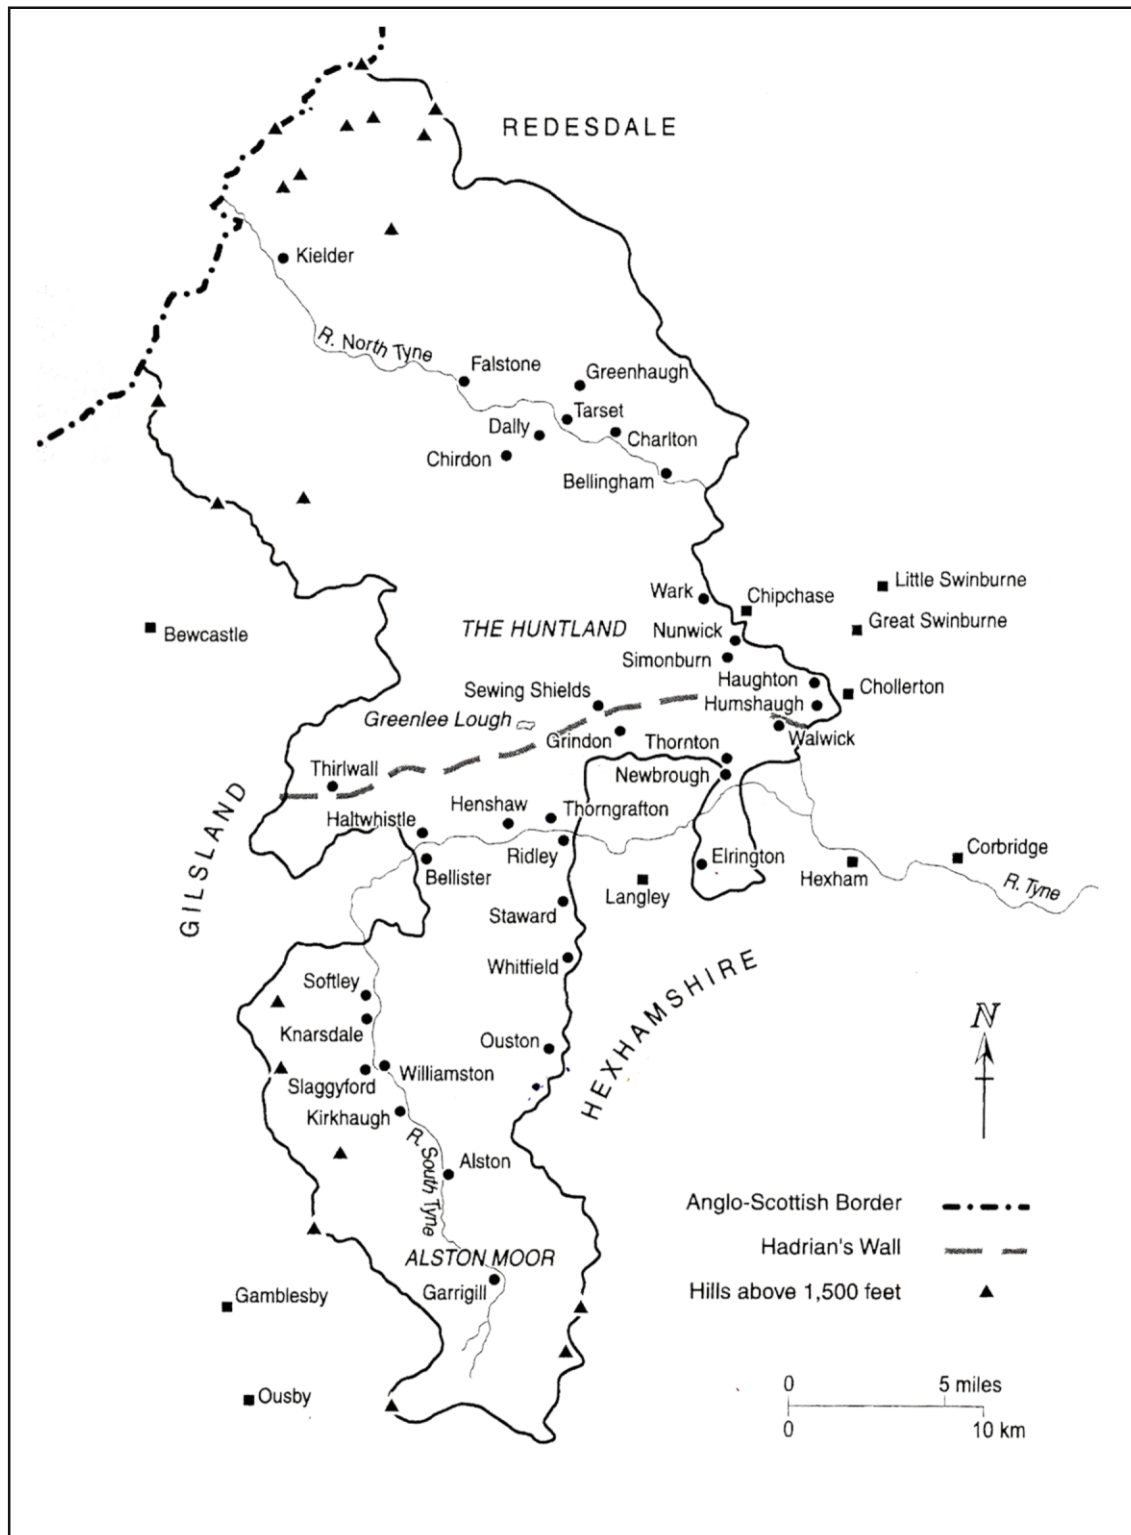 REDESDALE
Kielder
R. North Tyne
Falstone
Greenhaugh
Tarset
Dally
Charlton
Chirdon
Bellingham
Little Swinburne
Wark
Chipchase
Great Swinburne
Bewcastle
THE HUNTLAND
Nunwick
Simonburn
Haughton
Chollerton
Sewing Shields
Humshaugh
Greenlee Lough
Grindon
Thornton
Walwick
Thirlwall
Newbrough
GILSLAND
Henshaw
Thorngrafton
Haltwhistle
Ridley
Elrington
Corbridge
Bellister
Hexham
R. Tyne
Langley
Staward
Whitfield
HEXHAMSHIRE
Softley
Knarsdale
N
Ouston
Williamston
Slaggyford
Kirkhaugh
R. South Tyne
Alston
Anglo-Scottish Border
Hadrian's Wall
ALSTON MOOR
Garrigill
Hills above 1,500 feet
Gamblesby
Ousby
0 5 miles
0 10 km